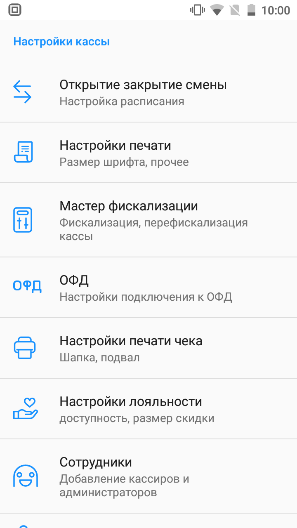 10:00
Настройки кассы
Открытие закрытие смены
Настройка расписания
Настройки печати
Размер шрифта, прочее
Мастер фискализации
Фискализация, перефискализация
кассы
ОФД
ОФД
Настройки подключения к ОФД
Настройки печати чека
Шапка, подвал
Настройки лояльности
доступность, размер скидки
Сотрудники
Добавление кассиров и
администраторов